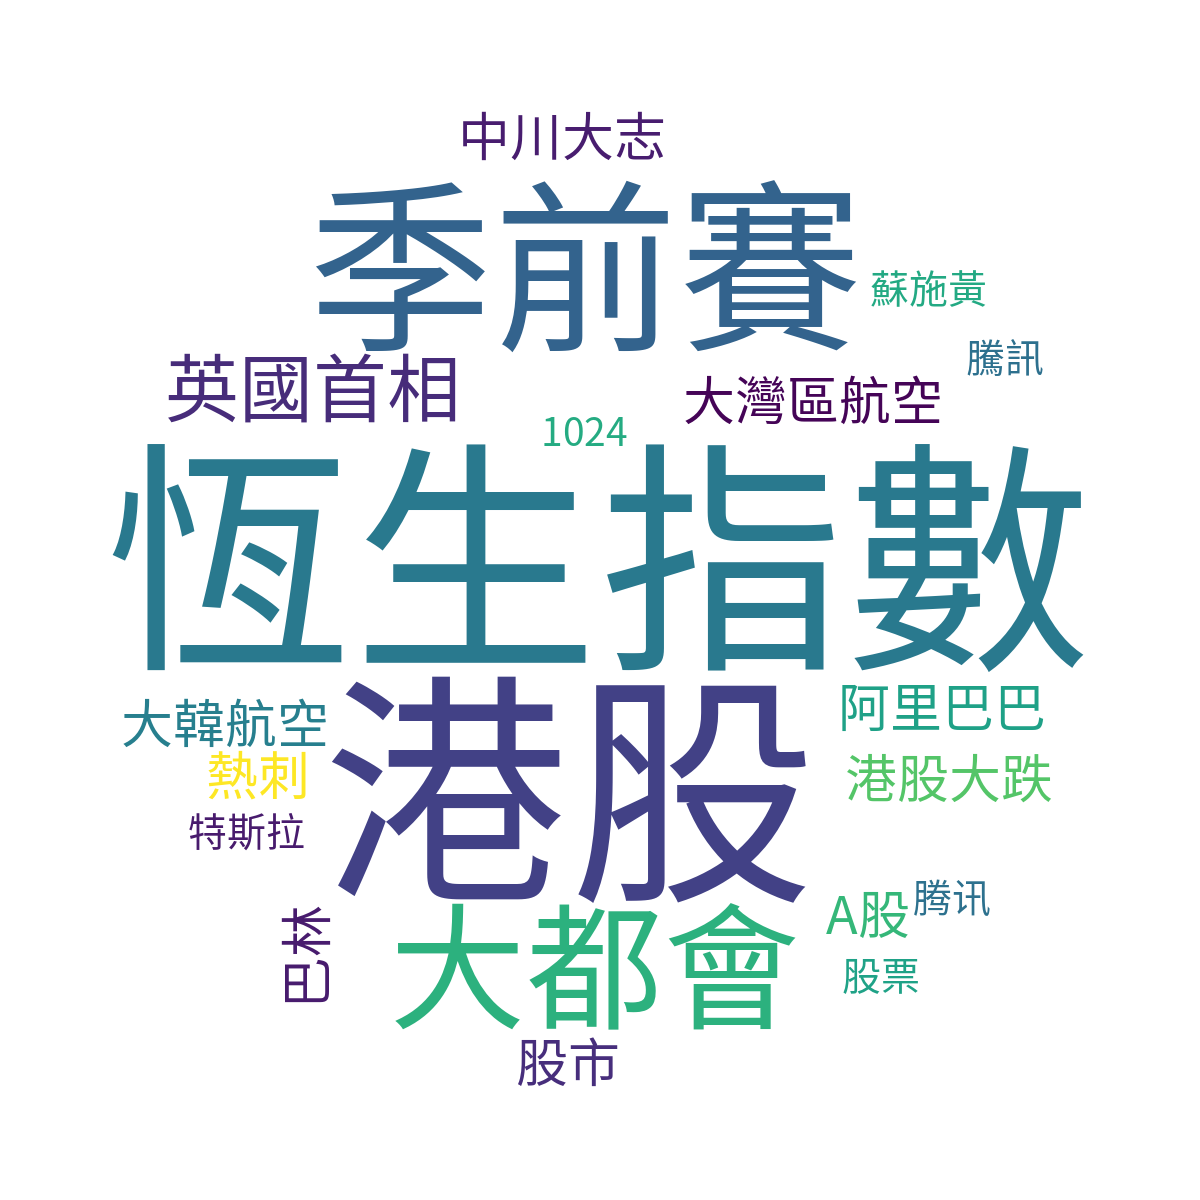 中川大志
季前賽
蘇施黃
騰訊
英國首相
大灣區航空
1024
恆生指數
港股
大韓航空
阿里巴巴
熱刺
港股大跌
特斯拉
A股
腾讯
大都會
巴林
股票
股市